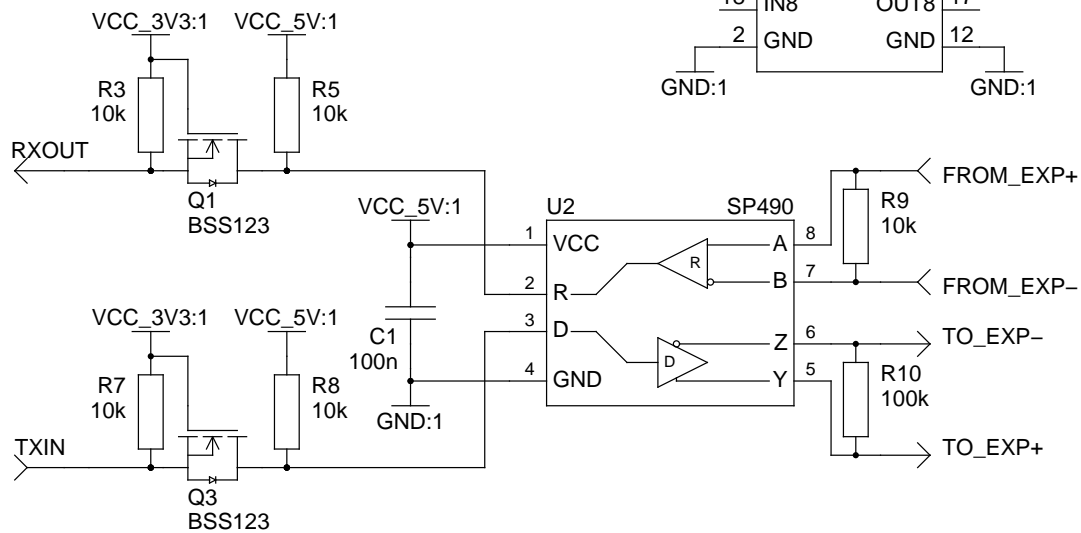 VCC_3V3:1
VCC_5V:1
R3
10k
R5
10k
RXOUT
Q1
BSS123
IN8
OUT8
2
GND
GND
12
GND:1
GND:1
VCC_5V:1
U2
SP490
1
VCC
A
8
R
2
R
B
7
3
D
Z
6
D
4
GND
Y
5
C1
100n
GND:1
FROM_EXP+
R9
10k
FROM_EXP−
TO_EXP−
R10
100k
TO_EXP+
VCC_3V3:1
VCC_5V:1
R7
10k
R8
10k
TXIN
Q3
BSS123